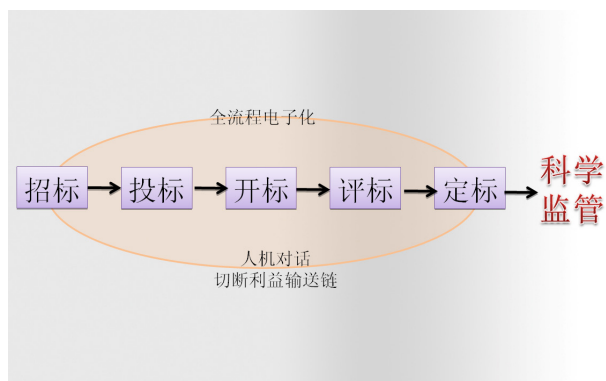 全流程电子化
招标
投标
开标
评标
定标
科学
监管
人机对话
切断利益输送链